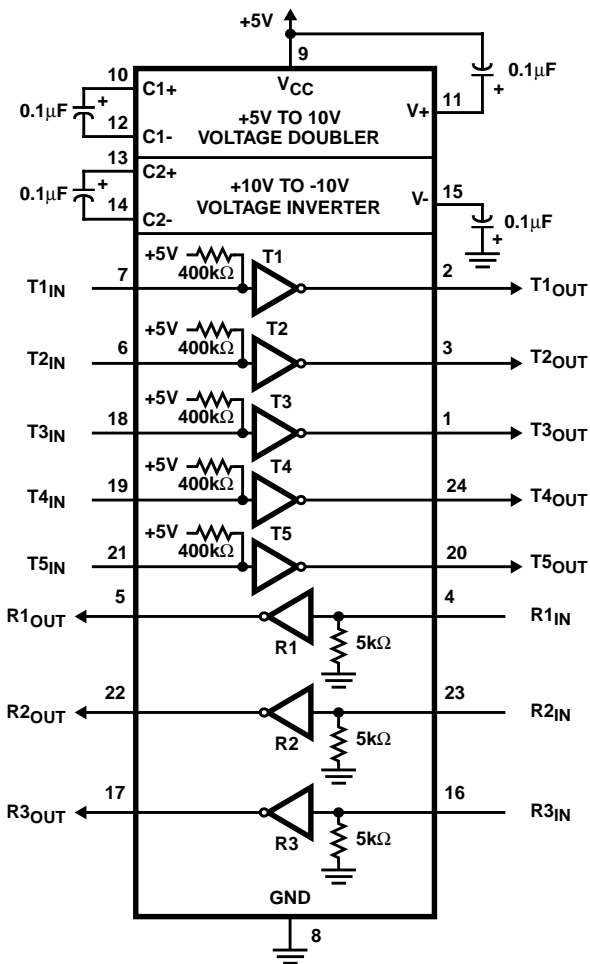 +5V
9
VCC
10
C1+
0.1µF
+
12
C1-
+5V TO 10V
VOLTAGE DOUBLER
V+
11
0.1µF
+
13
C2+
0.1µF
+
14
C2-
+10V TO -10V
VOLTAGE INVERTER
V-
15
0.1µF
+
T1IN
7
+5V
400kΩ
T1
2
T1OUT
T2IN
6
+5V
400kΩ
T2
3
T2OUT
T3IN
18
+5V
400kΩ
T3
1
T3OUT
T4IN
19
+5V
400kΩ
T4
24
T4OUT
T5IN
21
+5V
400kΩ
T5
20
T5OUT
R1OUT
5
R1
5kΩ
4
R1IN
R2OUT
22
R2
5kΩ
23
R2IN
R3OUT
17
R3
5kΩ
16
R3IN
GND
8